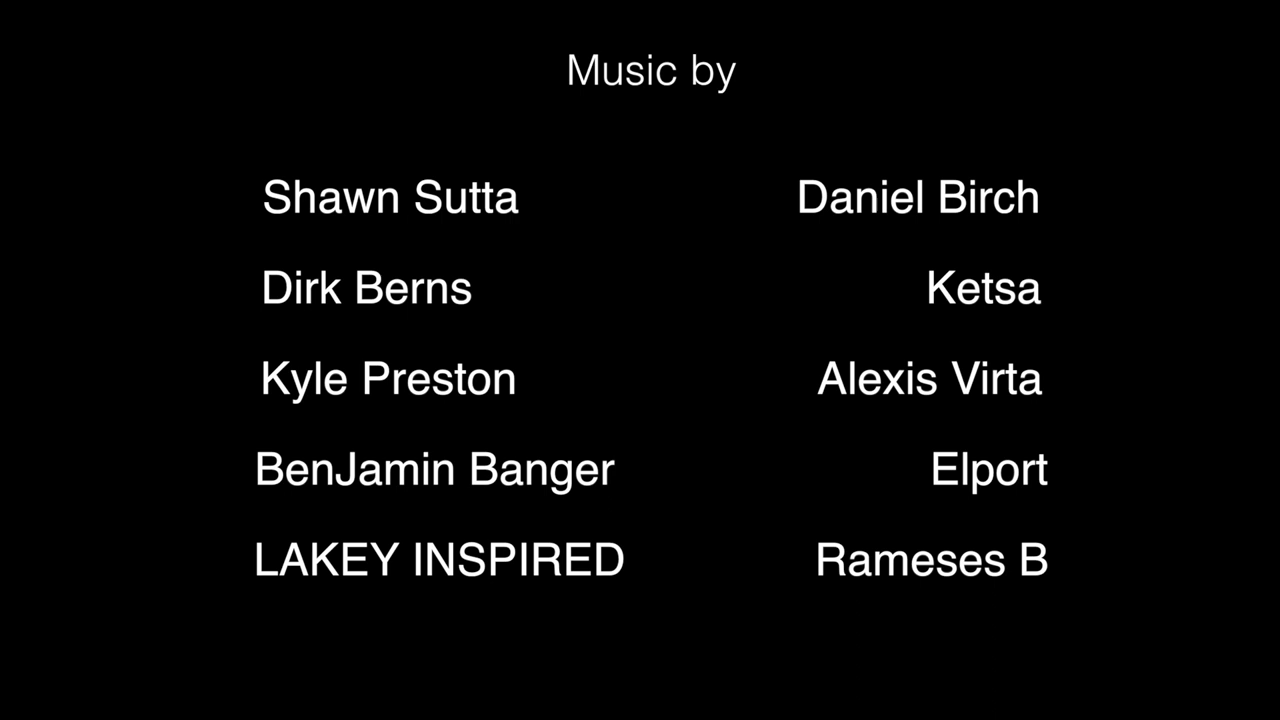 Music by
Shawn Sutta Daniel Birch
Dirk Berns Ketsa
Kyle Preston Alexis Virta
BenJamin Banger Elport
LAKEY INSPIRED Rameses B